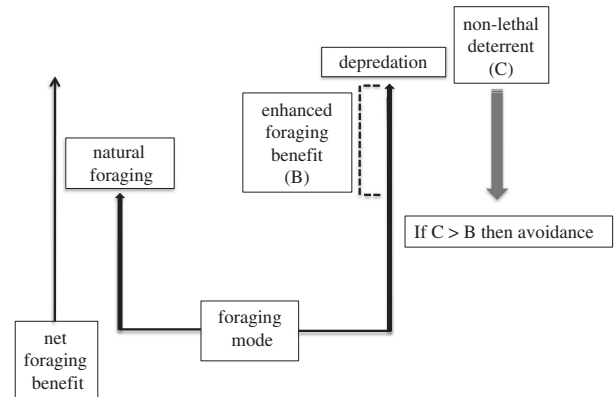 non-lethal
deterrent
(C)
depredation
enhanced
foraging
benefit
(B)
natural
foraging
If C > B then avoidance
foraging
mode
net
foraging
benefit